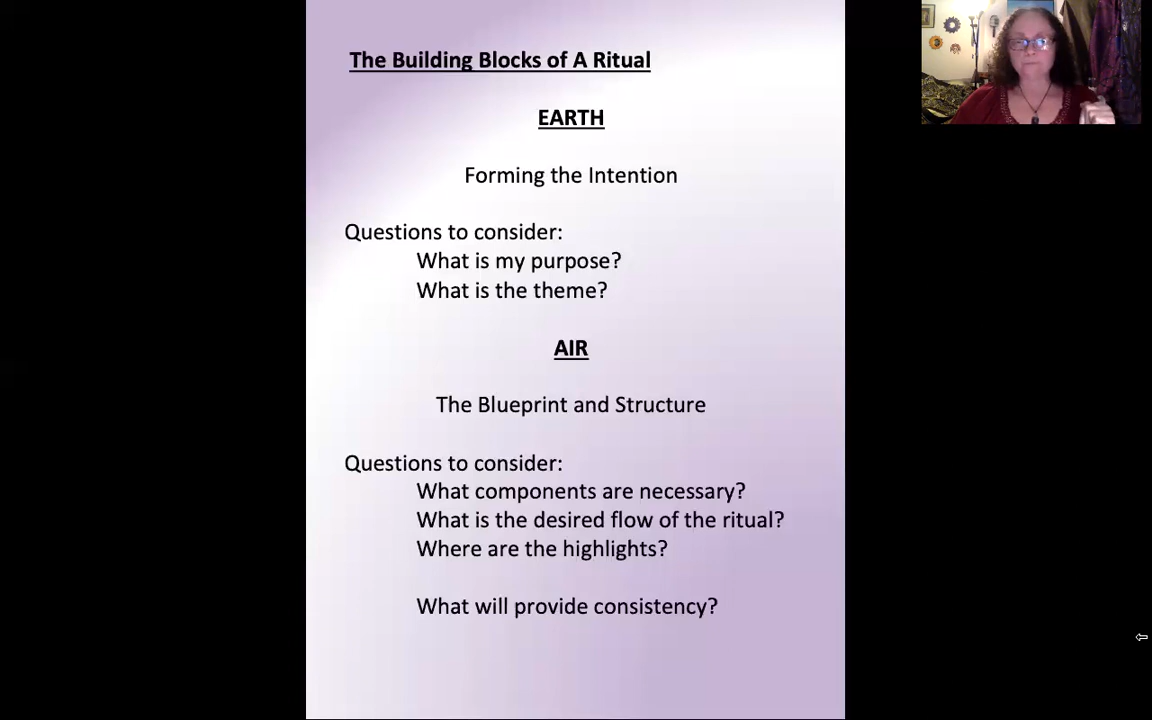 The Building Blocks of A Ritual
EARTH
Forming the Intention
Questions to consider:
What is my purpose?
What is the theme?
AIR
The Blueprint and Structure
Questions to consider:
What components are necessary?
What is the desired flow of the ritual?
Where are the highlights?
What will provide consistency?